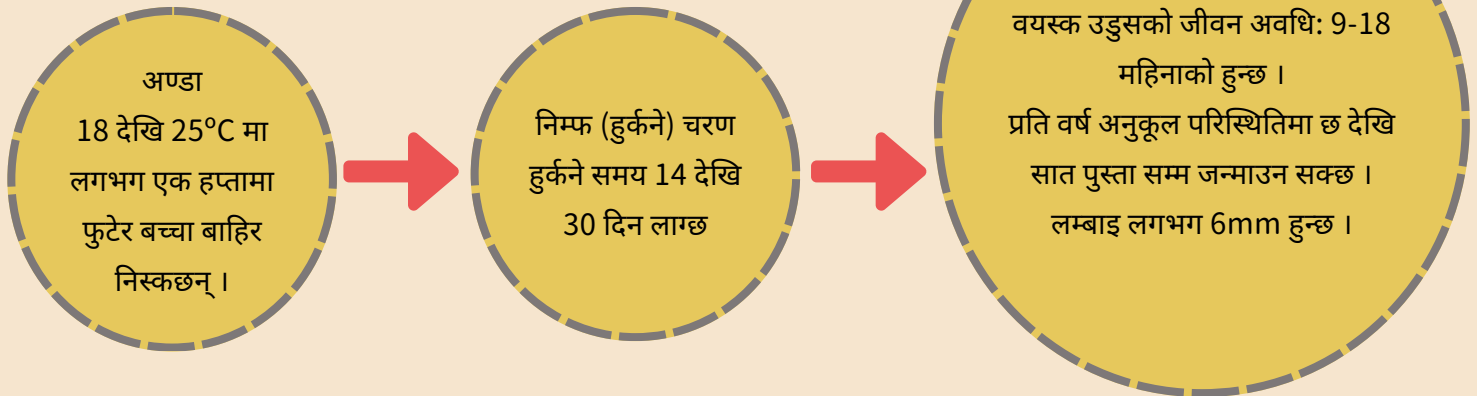 अण्डा
18 देखि 25°C मा
लगभग एक हप्तामा
फुटेर बच्चा बाहिर
निस्कछन् ।
निम्फ (हुर्कने) चरण
हुर्कने समय 14 देखि
30 दिन लाग्छ
वयस्क उडुसको जीवन अवधि: 9-18
महिनाको हुन्छ ।
प्रति वर्ष अनुकूल परिस्थितिमा छ देखि
सात पुस्ता सम्म जन्माउन सक्छ ।
लम्बाइ लगभग 6mm हुन्छ ।